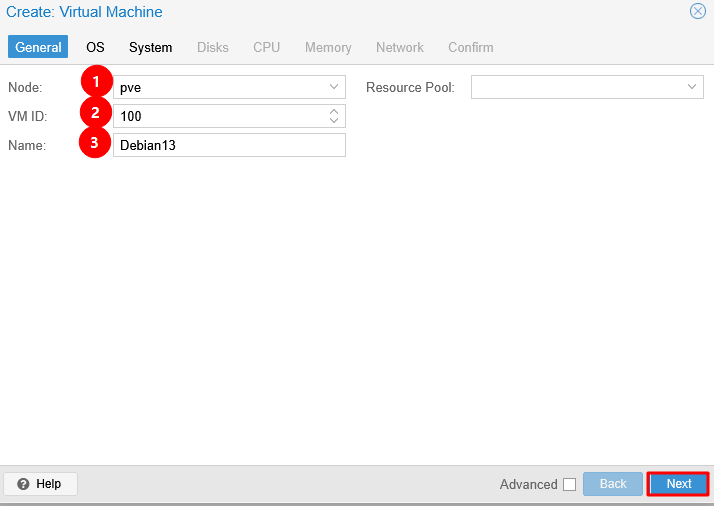 Create: Virtual Machine
General OS System Disks CPU Memory Network Confirm
Node: 1 pve Resource Pool:
VM ID: 2 100
Name: 3 Debian13
? Help Advanced Back Next